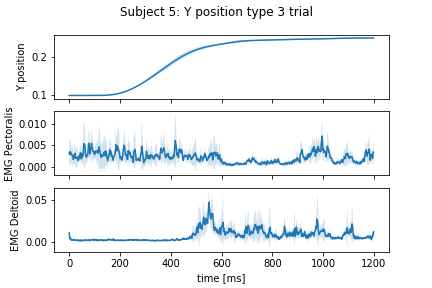 Subject 5: Y position type 3 trial
Y position
0.2
0.1
EMG Pectoralis
0.010
0.005
0.000
EMG Deltoid
0.05
0.00
0 200 400 600 800 1000 1200
time [ms]